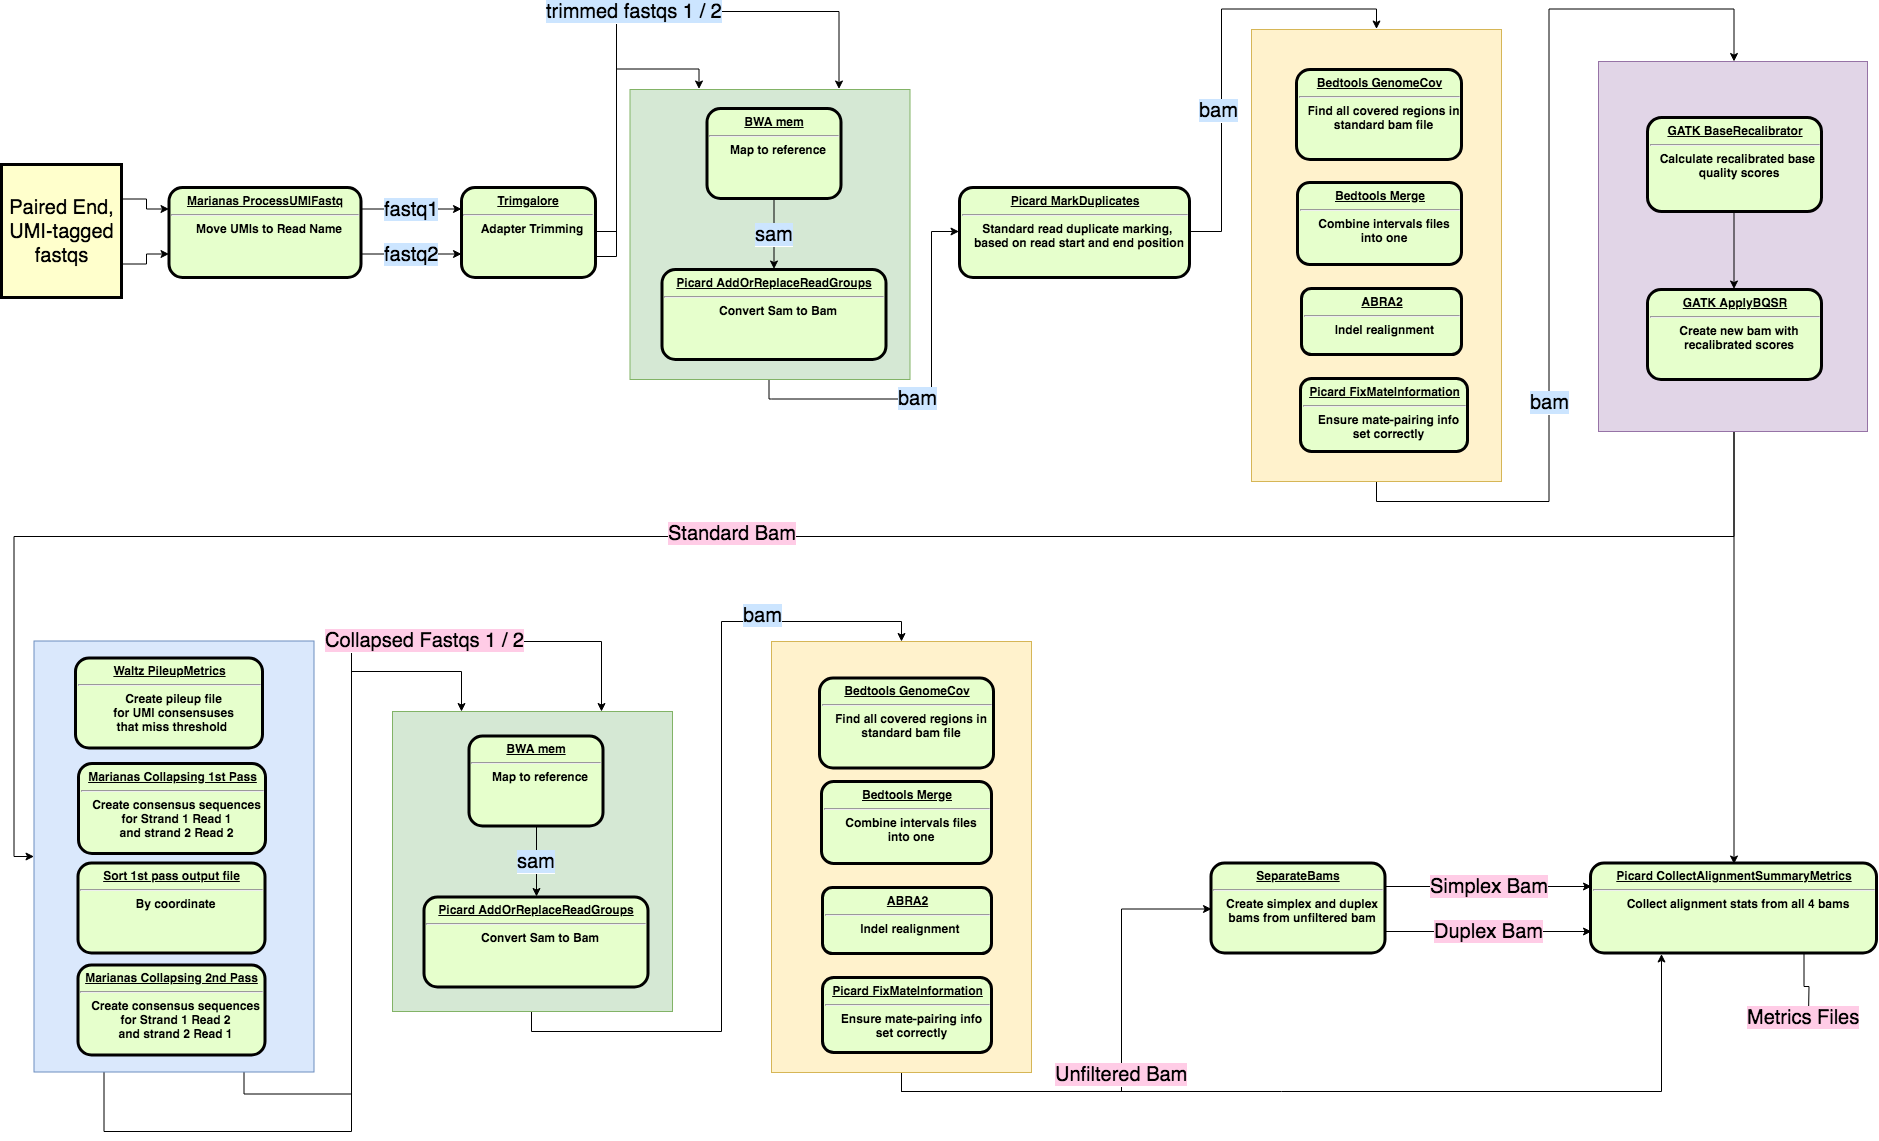 trimmed fastqs 1 / 2
Paired End,
UMI-tagged
fastqs
Marianas ProcessUMIFastq
Move UMIs to Read Name
fastq1
fastq2
Trimgalore
Adapter Trimming
BWA mem
Map to reference
sam
Picard AddOrReplaceReadGroups
Convert Sam to Bam
bam
Picard MarkDuplicates
Standard read duplicate marking,
based on read start and end position
bam
Bedtools GenomeCov
Find all covered regions in
standard bam file
Bedtools Merge
Combine intervals files
into one
ABRA2
Indel realignment
Picard FixMateInformation
Ensure mate-pairing info
set correctly
bam
GATK BaseRecalibrator
Calculate recalibrated base
quality scores
GATK ApplyBQSR
Create new bam with
recalibrated scores
Standard Bam
Waltz PileupMetrics
Create pileup file
for UMI consensuses
that miss threshold
Marianas Collapsing 1st Pass
Create consensus sequences
for Strand 1 Read 1
and strand 2 Read 2
Sort 1st pass output file
By coordinate
Marianas Collapsing 2nd Pass
Create consensus sequences
for Strand 1 Read 2
and strand 2 Read 1
Collapsed Fastqs 1 / 2
BWA mem
Map to reference
sam
Picard AddOrReplaceReadGroups
Convert Sam to Bam
bam
Bedtools GenomeCov
Find all covered regions in
standard bam file
Bedtools Merge
Combine intervals files
into one
ABRA2
Indel realignment
Picard FixMateInformation
Ensure mate-pairing info
set correctly
Unfiltered Bam
SeparateBams
Create simplex and duplex
bams from unfiltered bam
Simplex Bam
Duplex Bam
Picard CollectAlignmentSummaryMetrics
Collect alignment stats from all 4 bams
Metrics Files